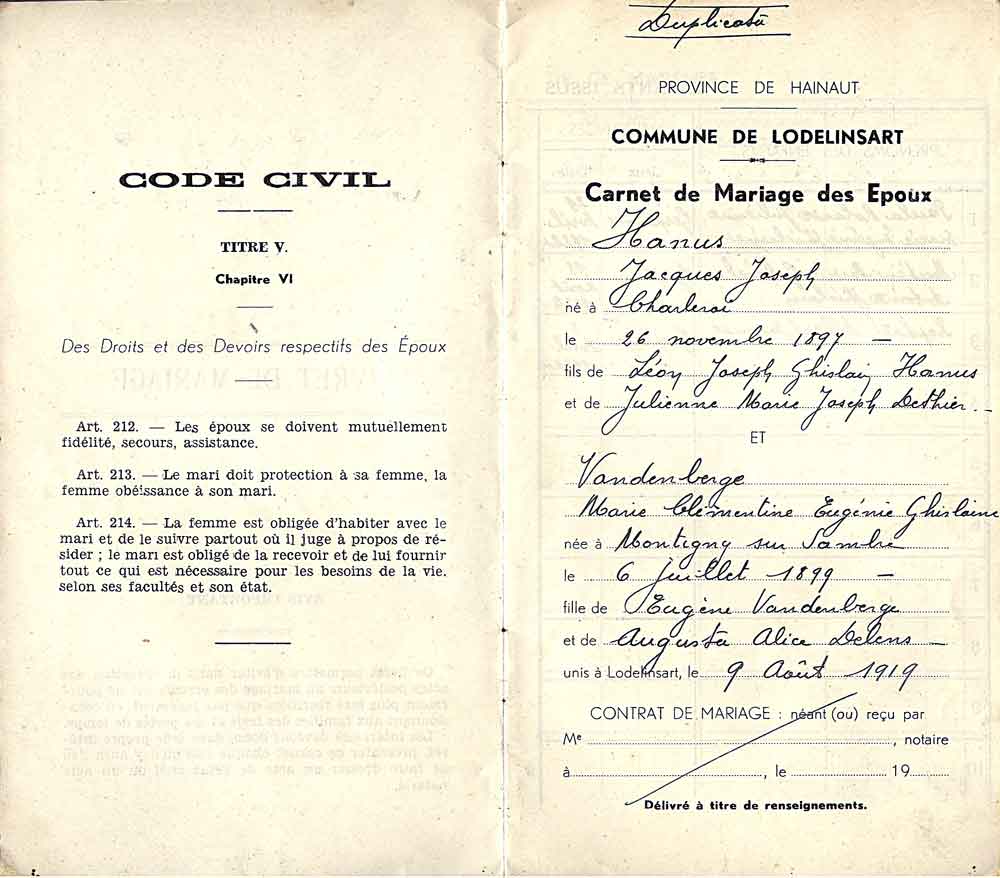 CODE CIVIL
TITRE V.
Chapitre VI
Des Droits et des Devoirs respectifs des Époux
Art. 212. — Les époux se doivent mutuellement
fidélité, secours, assistance.
Art. 213. — Le mari doit protection à sa femme, la
femme obéissance à son mari.
Art. 214. — La femme est obligée d'habiter avec le
mari et de le suivre partout où il juge à propos de ré-
sider ; le mari est obligé de la recevoir et de lui fournir
tout ce qui est nécessaire pour les besoins de la vie.
selon ses facultés et son état.
Duplicata
PROVINCE DE HAINAUT
COMMUNE DE LODELINSART
Carnet de Mariage des Epoux
Hanus
Jacques Joseph
né à Charleroi
le 26 novembre 1897 —
fils de Léon Joseph Ghislain Hanus
et de Julienne Marie Joseph Dethier. —
ET
Vandenberge
Marie Clémentine Eugénie Ghislaine
née à Montigny sur Sambre
le 6 juillet 1899 —
fille de Eugène Vandenberge
et de Augusta Alice Delens —
unis à Lodelinsart, le 9 Août 1919
CONTRAT DE MARIAGE : néant (ou) reçu par
Me , notaire
à , le 19
Délivré à titre de renseignements.